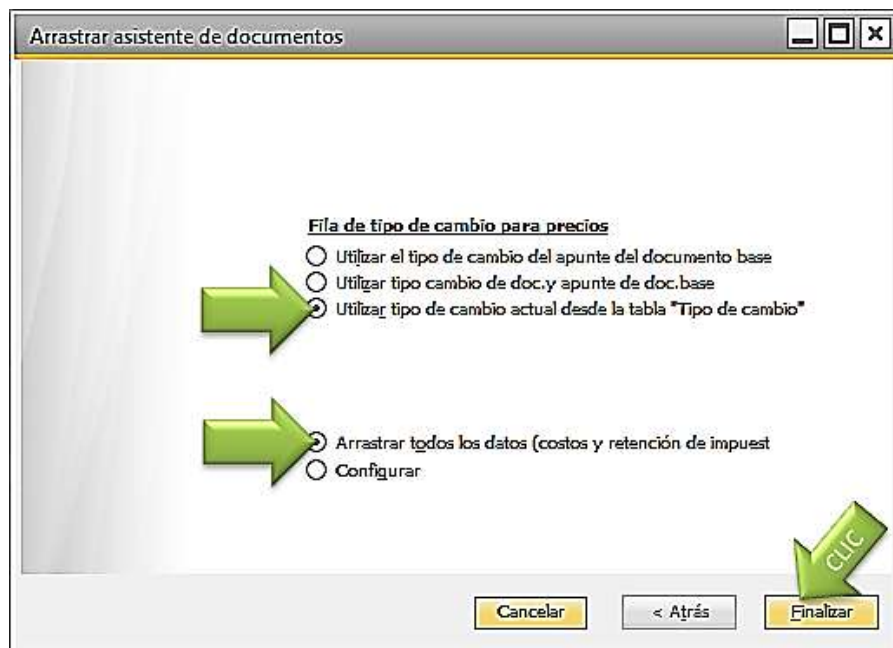 Arrastrar asistente de documentos
Fila de tipo de cambio para precios
Utilizar el tipo de cambio del apunte del documento base
Utilizar tipo cambio de doc.y apunte de doc.base
Utilizar tipo de cambio actual desde la tabla "Tipo de cambio"
Arrastrar todos los datos (costos y retención de impuest
Configurar
CLIC
Cancelar
< Atrás
Finalizar